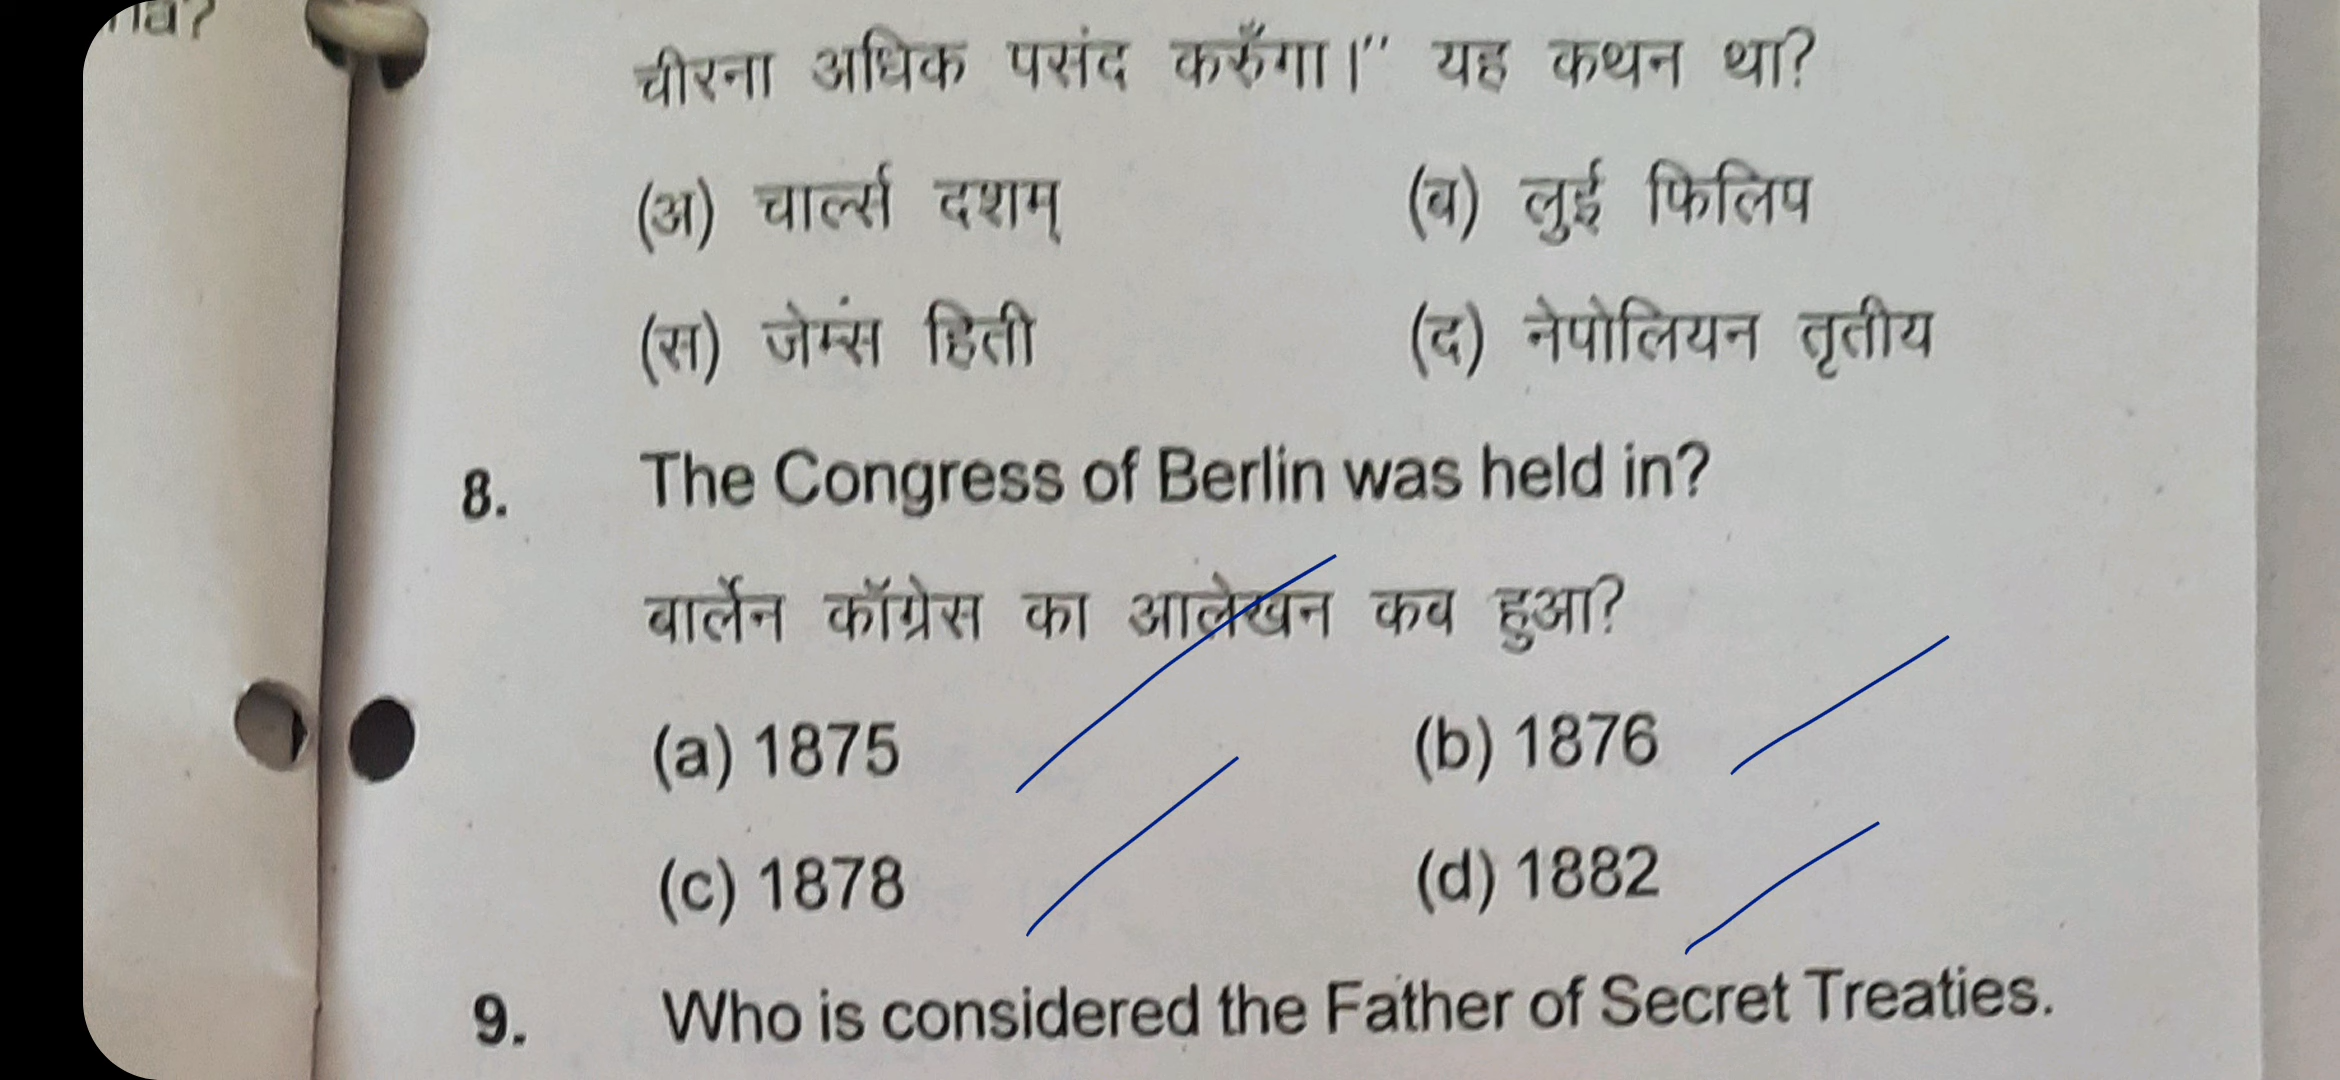 चीरना अधिक पसंद करुँगा।" यह कथन था?
(अ) चार्ल्स दशम् (ब) लुई फिलिप
(स) जेम्ंस द्विती (द) नेपोलियन तृतीय
8. The Congress of Berlin was held in?
वार्लेन कॉग्रेस का आलेखन कव हुआ?
(a) 1875 (b) 1876
(c) 1878 (d) 1882
9. Who is considered the Father of Secret Treaties.